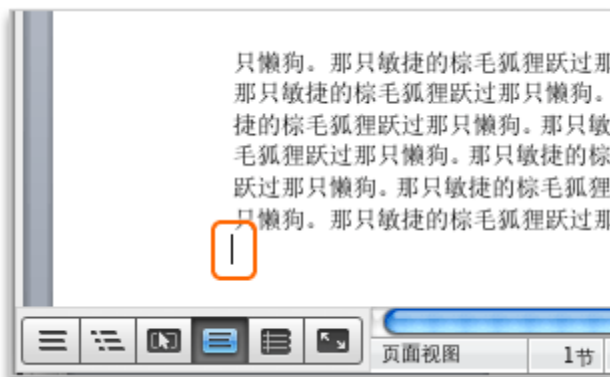 只懒狗。那只敏捷的棕毛狐狸跃过那
那只敏捷的棕毛狐狸跃过那只懒狗。
捷的棕毛狐狸跃过那只懒狗。那只敏
毛狐狸跃过那只懒狗。那只敏捷的棕
跃过那只懒狗。那只敏捷的棕毛狐狸
只懒狗。那只敏捷的棕毛狐狸跃过那
页面视图 1节